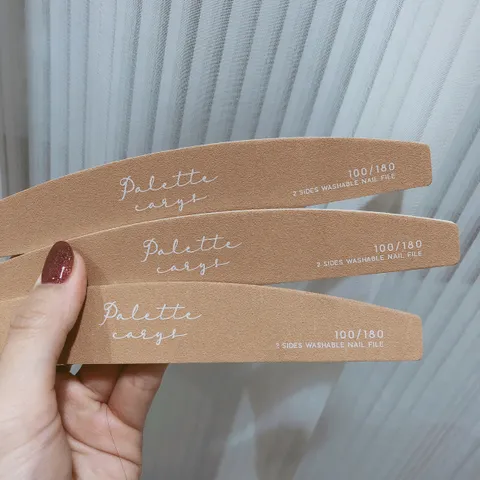 Palette
carys
100/180
2 SIDES WASHABLE NAIL FILE
Palette
carys
100/180
2 SIDES WASHABLE NAIL FILE
Palette
carys
100/180
2 SIDES WASHABLE NAIL FILE